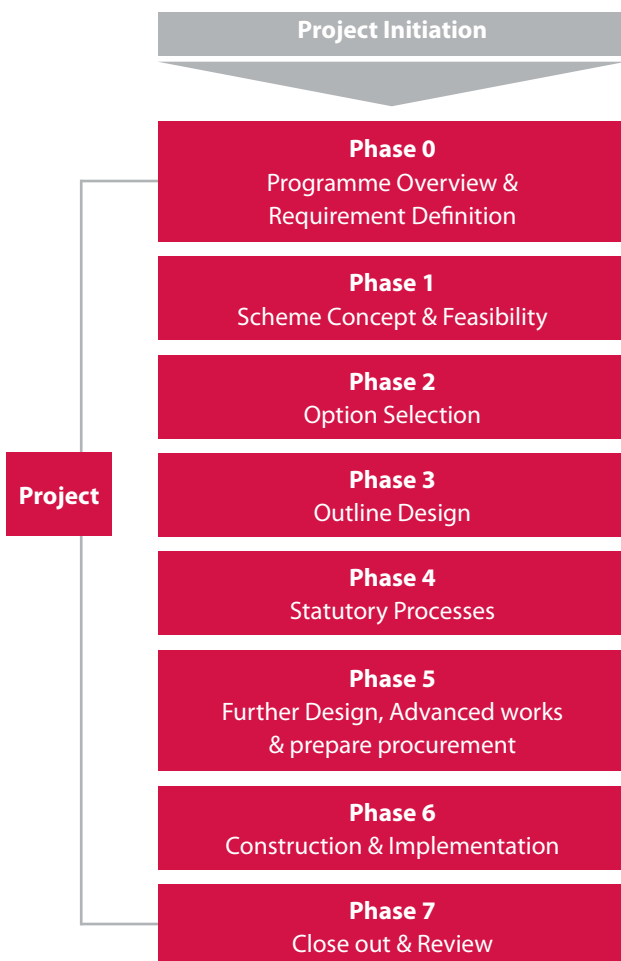 Project Initiation
Phase 0
Programme Overview &
Requirement Definition
Phase 1
Scheme Concept & Feasibility
Phase 2
Option Selection
Project
Phase 3
Outline Design
Phase 4
Statutory Processes
Phase 5
Further Design, Advanced works
& prepare procurement
Phase 6
Construction & Implementation
Phase 7
Close out & Review